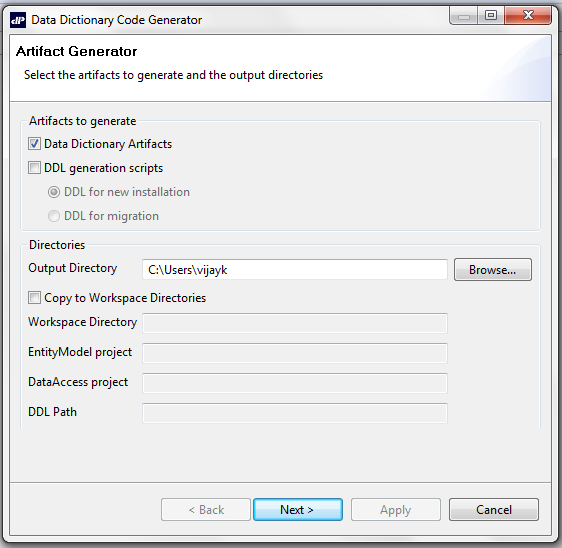 dP Data Dictionary Code Generator
Artifact Generator
Select the artifacts to generate and the output directories
Artifacts to generate
Data Dictionary Artifacts
DDL generation scripts
DDL for new installation
DDL for migration
Directories
Output Directory C:\Users\vijayk Browse...
Copy to Workspace Directories
Workspace Directory
EntityModel project
DataAccess project
DDL Path
< Back Next > Apply Cancel